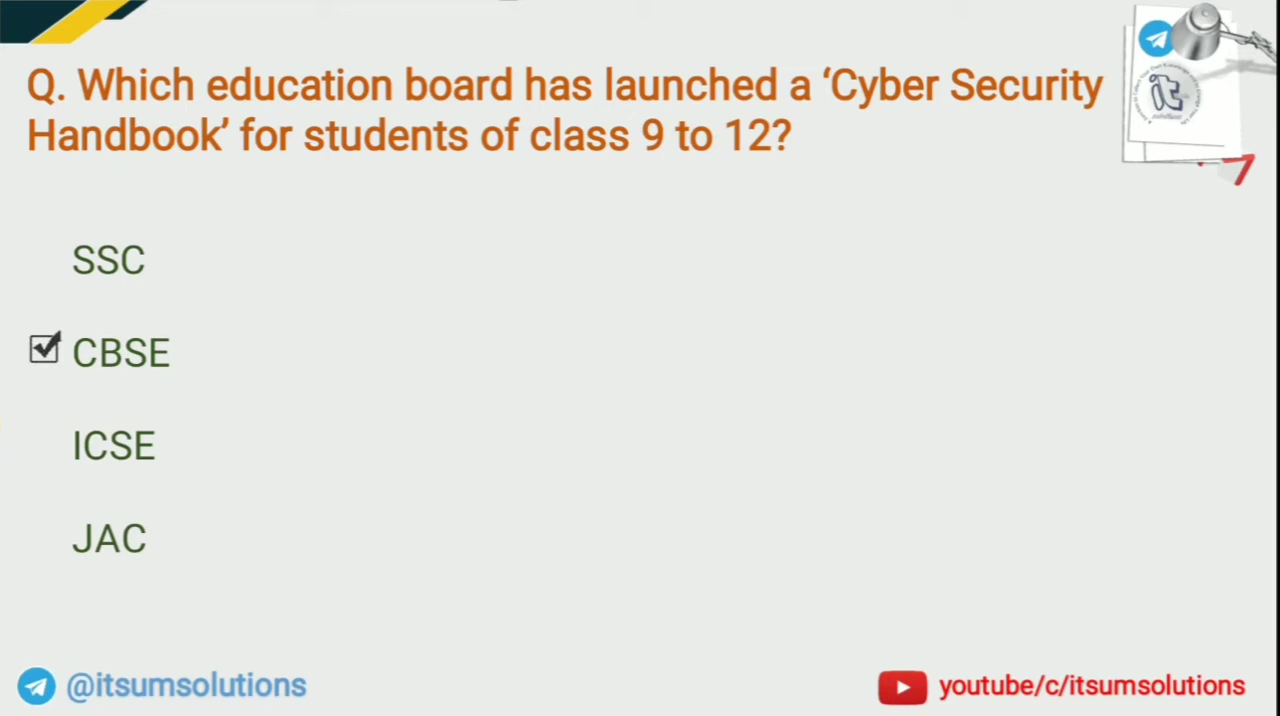 Q. Which education board has launched a ‘Cyber Security
Handbook’ for students of class 9 to 12?
SSC
CBSE
ICSE
JAC
@itsumsolutions
youtube/c/itsumsolutions